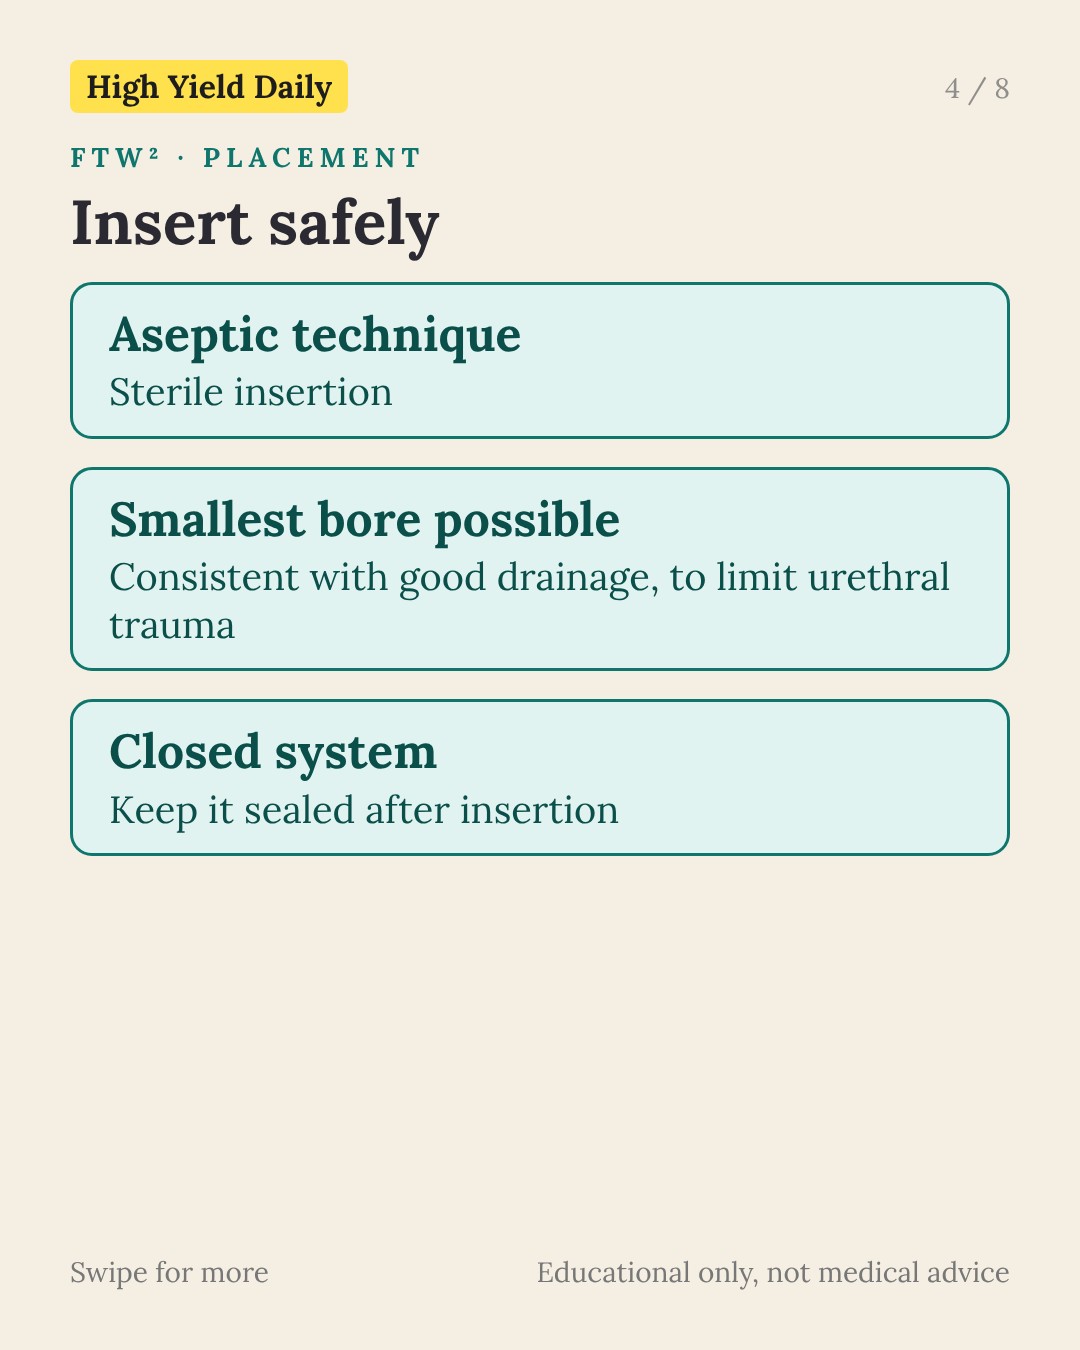 High Yield Daily
4 / 8
FTW² · PLACEMENT
Insert safely
Aseptic technique
Sterile insertion
Smallest bore possible
Consistent with good drainage, to limit urethral
trauma
Closed system
Keep it sealed after insertion
Swipe for more
Educational only, not medical advice